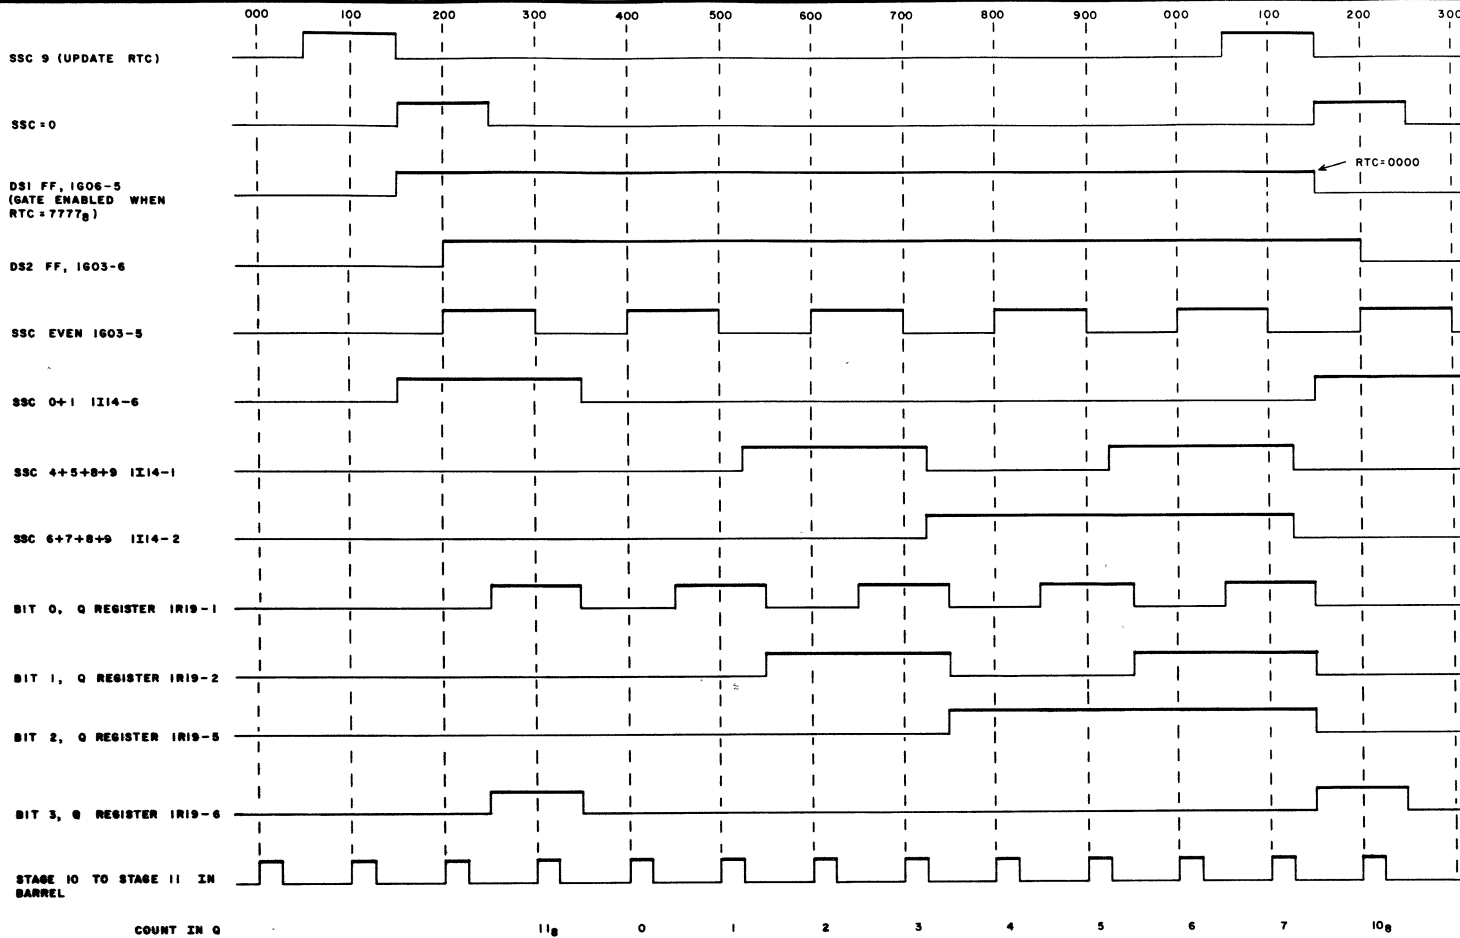 000 100 200 300 400 500 600 700 800 900 000 100 200 300
SSC 9 (UPDATE RTC)
SSC=0
RTC=0000
DS1 FF, 1G06-5
(GATE ENABLED WHEN
RTC=7777₈)
DS2 FF, 1G03-6
SSC EVEN 1G03-5
SSC 0+1 1I14-6
SSC 4+5+8+9 1I14-1
SSC 6+7+8+9 1I14-2
BIT 0, Q REGISTER 1R19-1
BIT 1, Q REGISTER 1R19-2
BIT 2, Q REGISTER 1R19-5
BIT 3, Q REGISTER 1R19-6
STAGE 10 TO STAGE 11 IN
BARREL
COUNT IN Q 11₈ 0 1 2 3 4 5 6 7 10₈